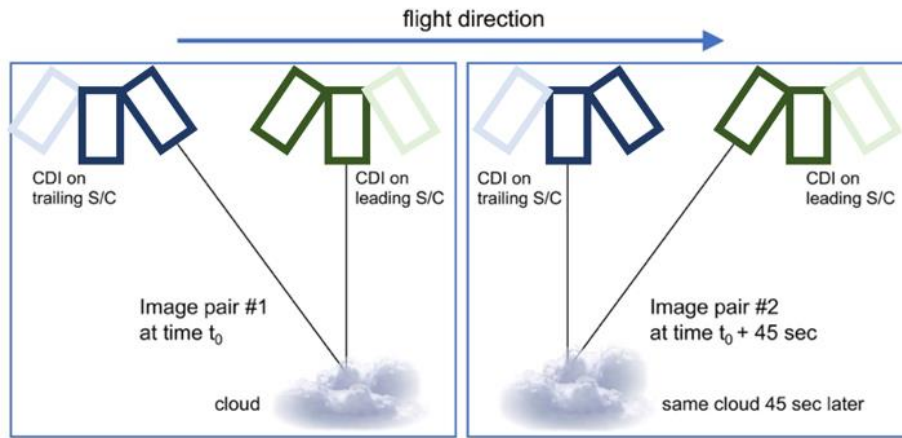 flight direction
CDI on
trailing S/C
CDI on
leading S/C
Image pair #1
at time t₀
cloud
CDI on
trailing S/C
CDI on
leading S/C
Image pair #2
at time t₀ + 45 sec
same cloud 45 sec later